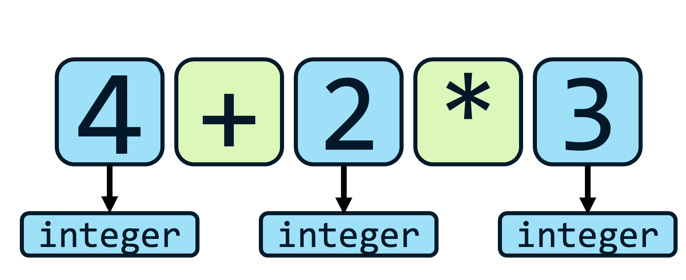 4 + 2 * 3
integer integer integer